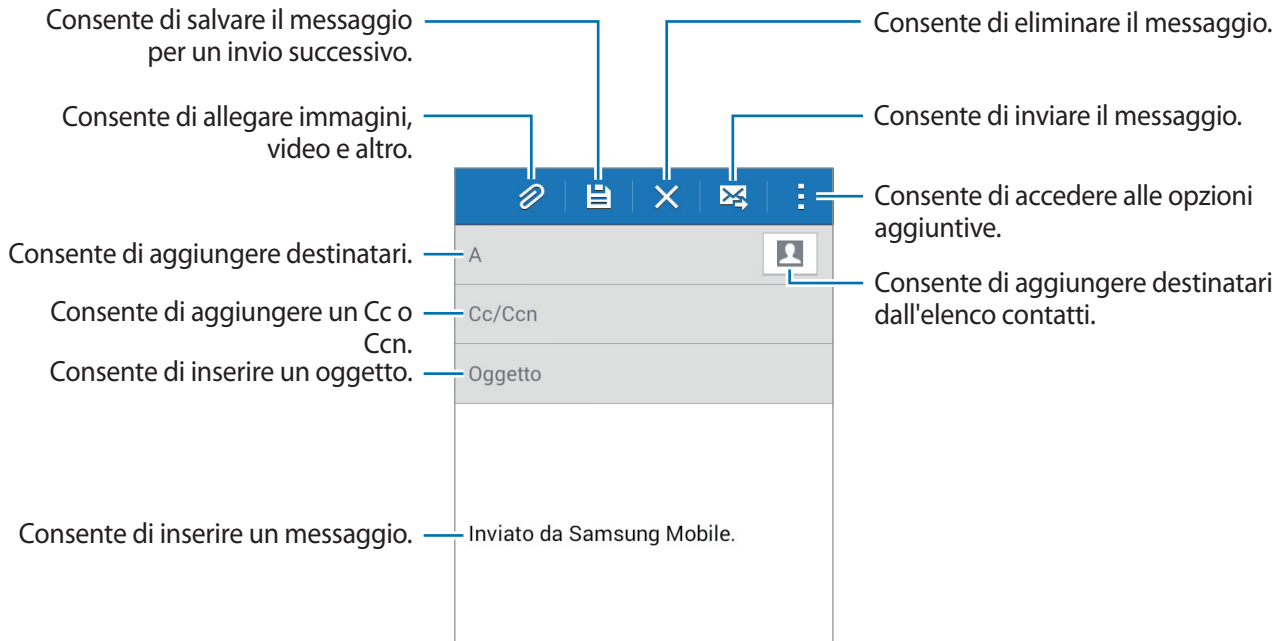 Consente di salvare il messaggio
per un invio successivo.
Consente di allegare immagini,
video e altro.
Consente di eliminare il messaggio.
Consente di inviare il messaggio.
Consente di accedere alle opzioni
aggiuntive.
Consente di aggiungere destinatari.
A
Consente di aggiungere destinatari
dall'elenco contatti.
Consente di aggiungere un Cc o
Ccn.
Cc/Ccn
Consente di inserire un oggetto.
Oggetto
Consente di inserire un messaggio.
Inviato da Samsung Mobile.